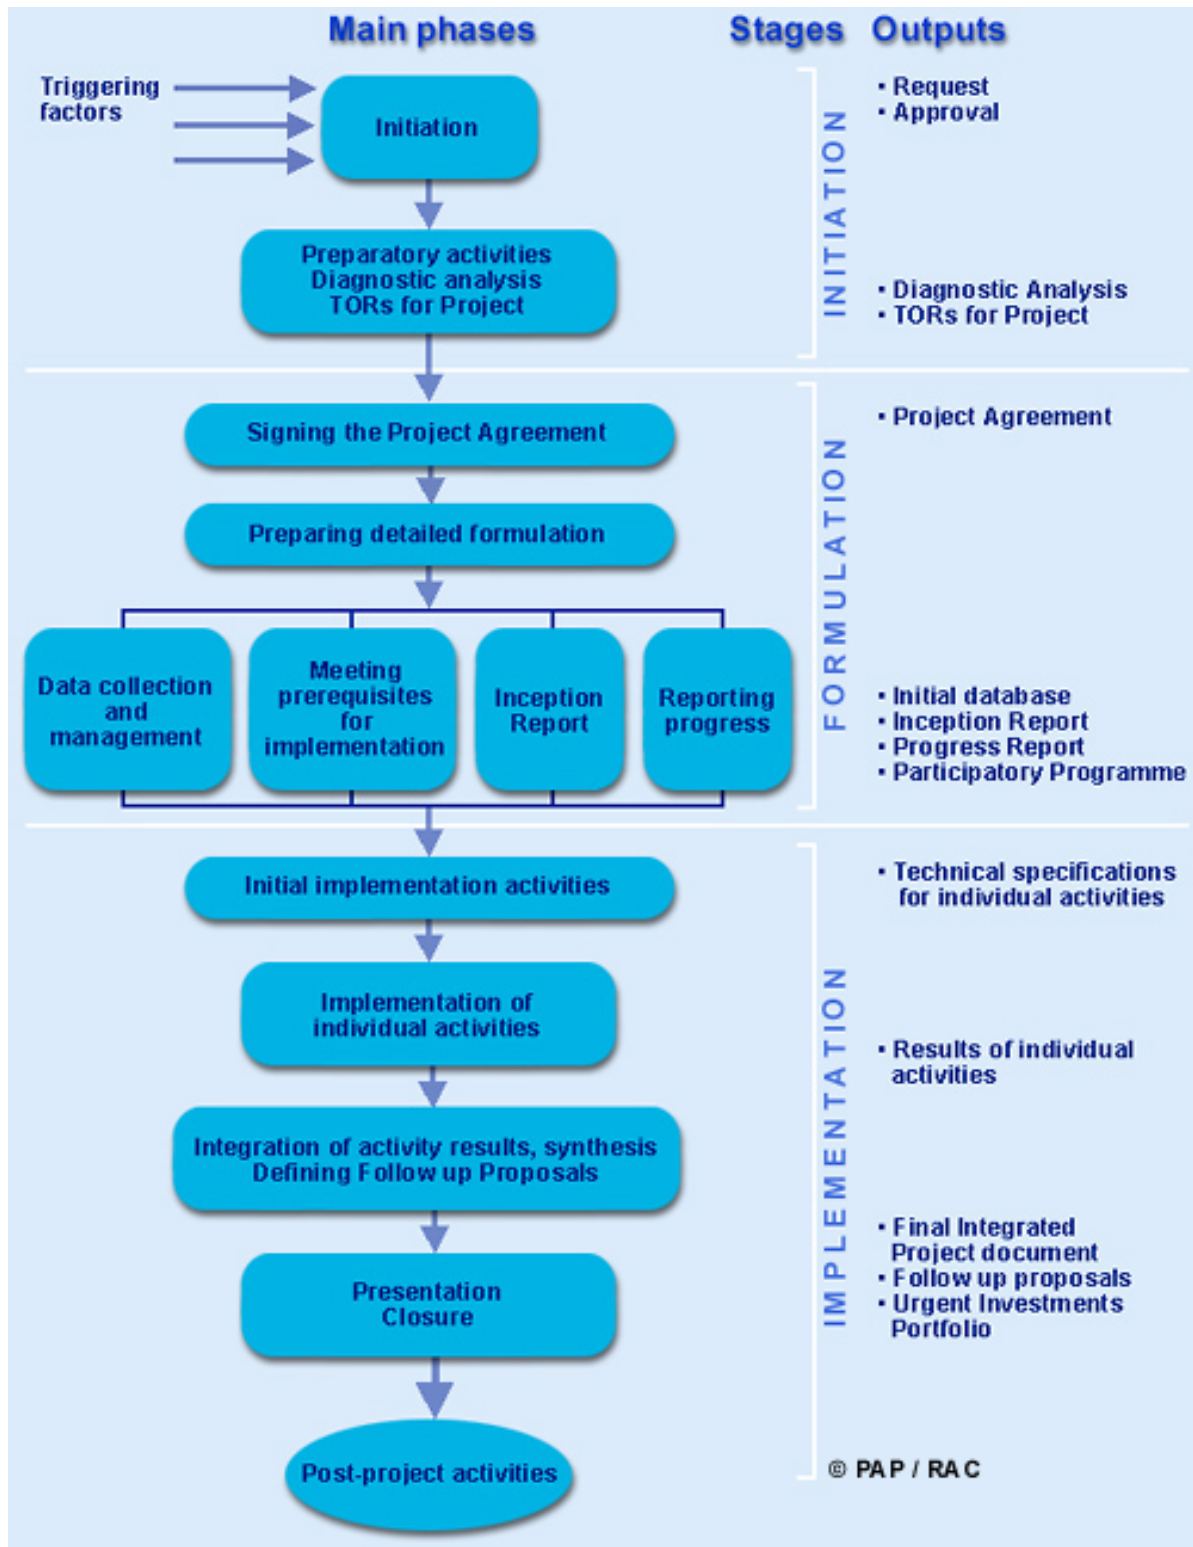 Main phases
Stages
Outputs
Triggering
factors
Initiation
Preparatory activities
Diagnostic analysis
TORs for Project
INITIATION
▪ Request
▪ Approval
▪ Diagnostic Analysis
▪ TORs for Project
Signing the Project Agreement
Preparing detailed formulation
Data collection
and
management
Meeting
prerequisites
for
implementation
Inception
Report
Reporting
progress
FORMULATION
▪ Project Agreement
▪ Initial database
▪ Inception Report
▪ Progress Report
▪ Participatory Programme
Initial implementation activities
Implementation of
individual activities
Integration of activity results, synthesis
Defining Follow up Proposals
Presentation
Closure
Post-project activities
IMPLEMENTATION
▪ Technical specifications
for individual activities
▪ Results of individual
activities
▪ Final Integrated
Project document
▪ Follow up proposals
▪ Urgent Investments
Portfolio
© PAP / RAC